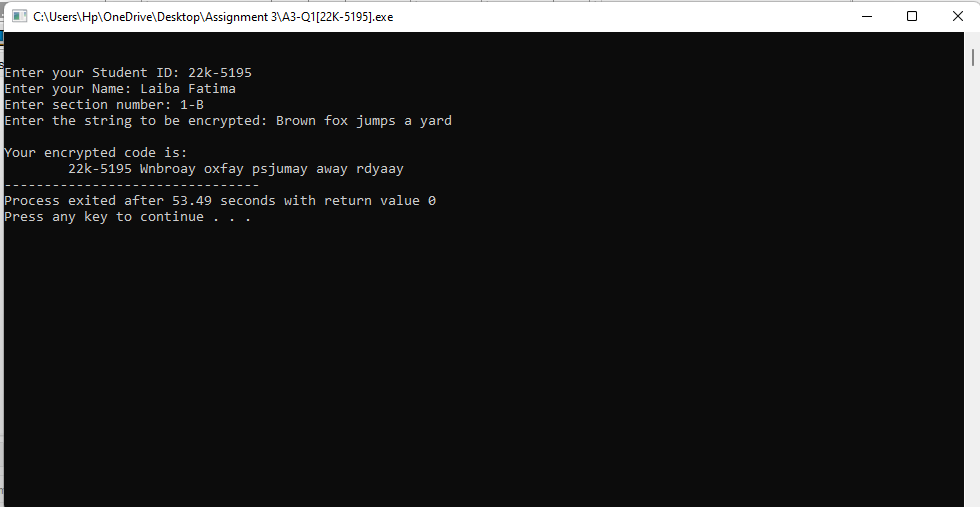 C:\Users\Hp\OneDrive\Desktop\Assignment 3\A3-Q1[22K-5195].exe
Enter your Student ID: 22k-5195
Enter your Name: Laiba Fatima
Enter section number: 1-B
Enter the string to be encrypted: Brown fox jumps a yard
Your encrypted code is:
22k-5195 Wnbroay oxfay psjumay away rdyaay
--------------------------------
Process exited after 53.49 seconds with return value 0
Press any key to continue . . .